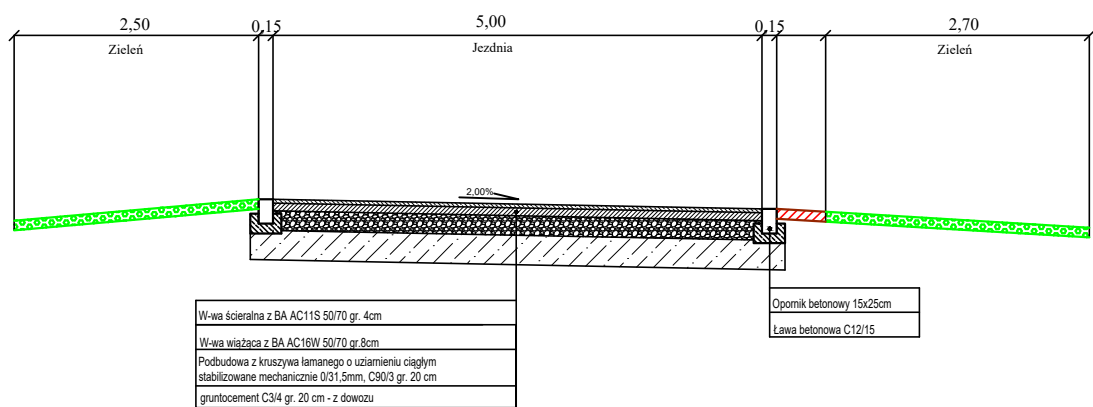 2,50 0,15 5,00 0,15 2,70
Zieleń Jezdnia Zieleń
2,00%
W-wa ścieralna z BA AC11S 50/70 gr. 4cm
W-wa wiążąca z BA AC16W 50/70 gr.8cm
Podbudowa z kruszywa łamanego o uziarnieniu ciągłym
stabilizowane mechanicznie 0/31,5mm, C90/3 gr. 20 cm
gruntocement C3/4 gr. 20 cm - z dowozu
Opornik betonowy 15x25cm
Ława betonowa C12/15